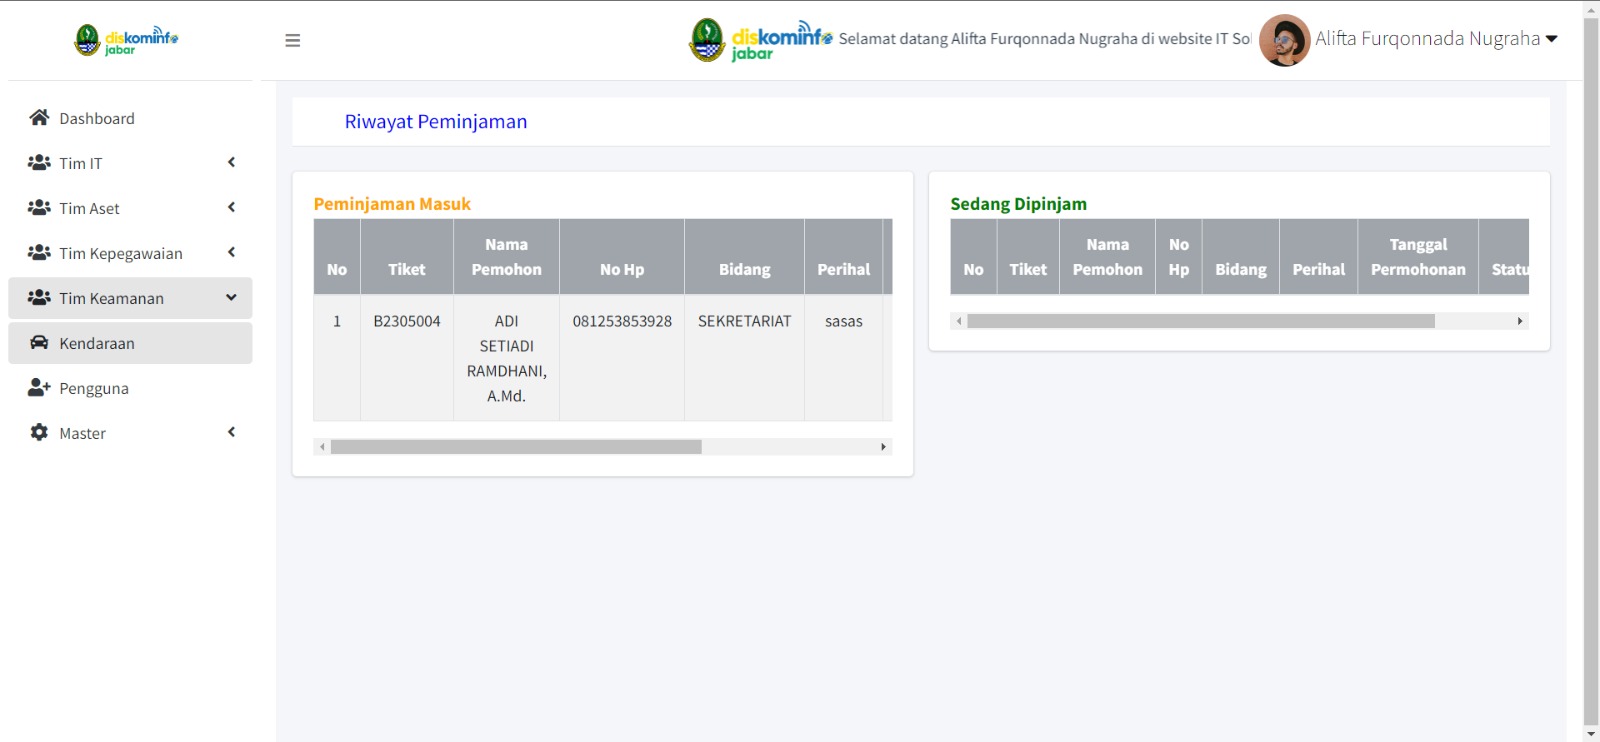 diskominfo
jabar
Dashboard
Tim IT
Tim Aset
Tim Kepegawaian
Tim Keamanan
Kendaraan
Pengguna
Master
diskominfo
jabar
Selamat datang Alifta Furqonnada Nugraha di website IT So
Alifta Furqonnada Nugraha
Riwayat Peminjaman
Peminjaman Masuk
No Tiket Nama Pemohon No Hp Bidang Perihal
1 B2305004 ADI SETIADI RAMDHANI, A.Md. 081253853928 SEKRETARIAT sasas
Sedang Dipinjam
No Tiket Nama Pemohon No Hp Bidang Perihal Tanggal Permohonan Statu